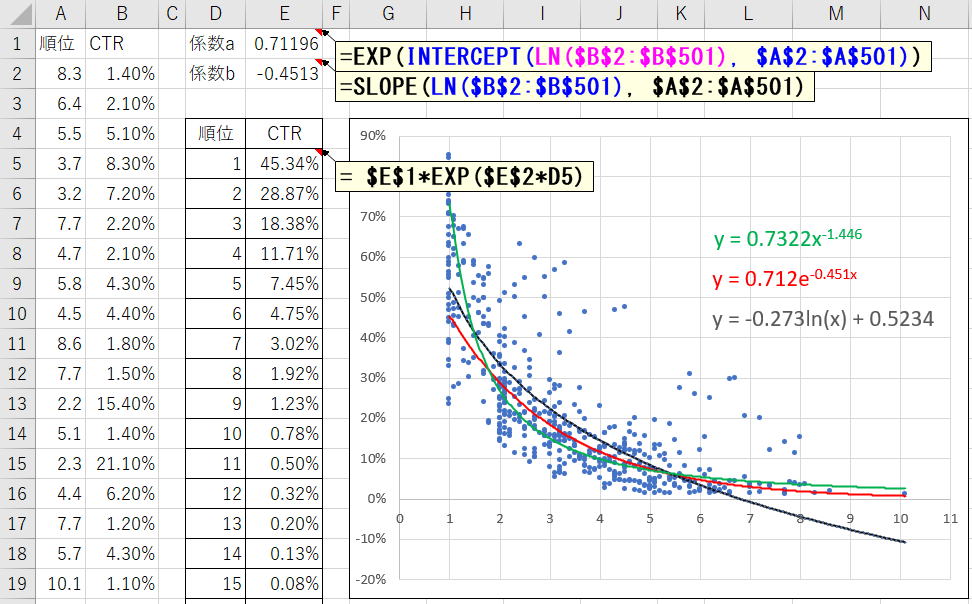 A B C D E F G H I J K L M N
1 順位 CTR 係数a 0.71196
=EXP(INTERCEPT(LN($B$2:$B$501), $A$2:$A$501))
2 8.3 1.40% 係数b -0.4513
=SLOPE(LN($B$2:$B$501), $A$2:$A$501)
3 6.4 2.10%
4 5.5 5.10% 順位 CTR
5 3.7 8.30% 1 45.34%
= $E$1*EXP($E$2*D5)
6 3.2 7.20% 2 28.87%
7 7.7 2.20% 3 18.38%
8 4.7 2.10% 4 11.71%
9 5.8 4.30% 5 7.45%
10 4.5 4.40% 6 4.75%
11 8.6 1.80% 7 3.02%
12 7.7 1.50% 8 1.92%
13 2.2 15.40% 9 1.23%
14 5.1 1.40% 10 0.78%
15 2.3 21.10% 11 0.50%
16 4.4 6.20% 12 0.32%
17 7.7 1.20% 13 0.20%
18 5.7 4.30% 14 0.13%
19 10.1 1.10% 15 0.08%
90%
70%
60%
50%
40%
30%
20%
10%
0%
-10%
-20%
0 1 2 3 4 5 6 7 8 9 10 11
y = 0.7322x-1.446
y = 0.712e-0.451x
y = -0.273ln(x) + 0.5234